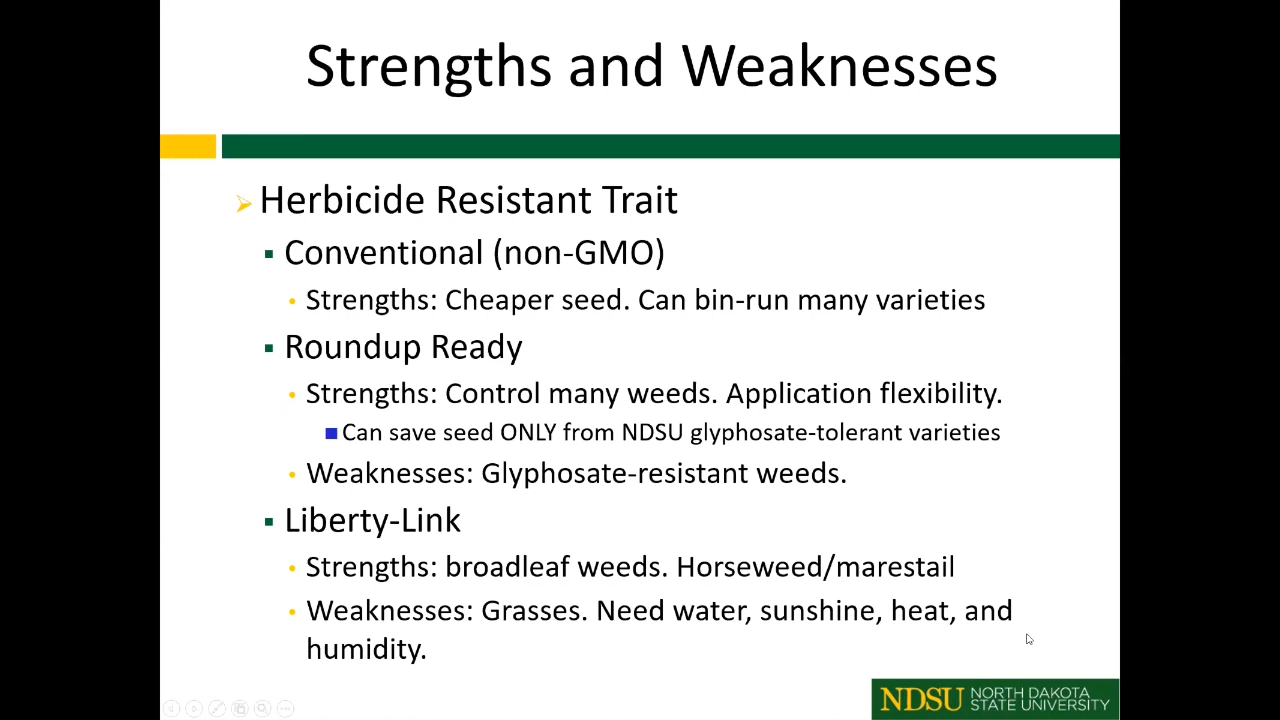 Strengths and Weaknesses
Herbicide Resistant Trait
Conventional (non-GMO)
Strengths: Cheaper seed. Can bin-run many varieties
Roundup Ready
Strengths: Control many weeds. Application flexibility.
Can save seed ONLY from NDSU glyphosate-tolerant varieties
Weaknesses: Glyphosate-resistant weeds.
Liberty-Link
Strengths: broadleaf weeds. Horseweed/marestail
Weaknesses: Grasses. Need water, sunshine, heat, and
humidity.
NDSU NORTH DAKOTA
STATE UNIVERSITY